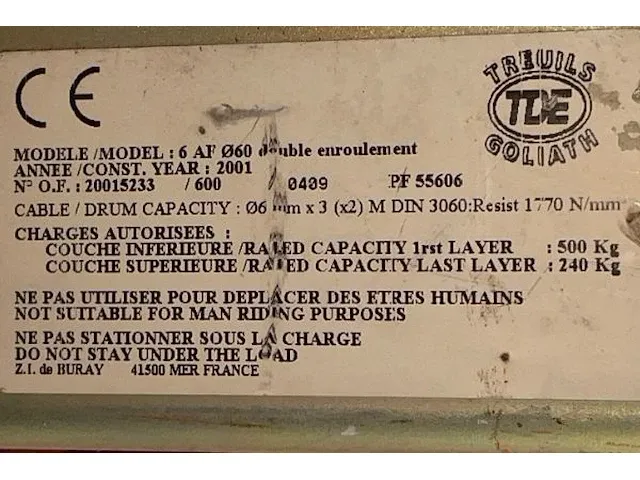 CE
TREUILS
TDE
GOLIATH
MODELE /MODEL : 6 AF Ø60 double enroulement
ANNEE /CONST. YEAR : 2001
N° O.F. : 20015233 / 600 / 0409 PF 55606
CABLE / DRUM CAPACITY : Ø6 mm x 3 (x2) M DIN 3060:Resist 1770 N/mm
CHARGES AUTORISEES :
COUCHE INFERIEURE /RATED CAPACITY 1rst LAYER : 500 Kg
COUCHE SUPERIEURE /RATED CAPACITY LAST LAYER : 240 Kg
NE PAS UTILISER POUR DEPLACER DES ETRES HUMAINS
NOT SUITABLE FOR MAN RIDING PURPOSES
NE PAS STATIONNER SOUS LA CHARGE
DO NOT STAY UNDER THE LOAD
Z.I. de BURAY 41500 MER FRANCE